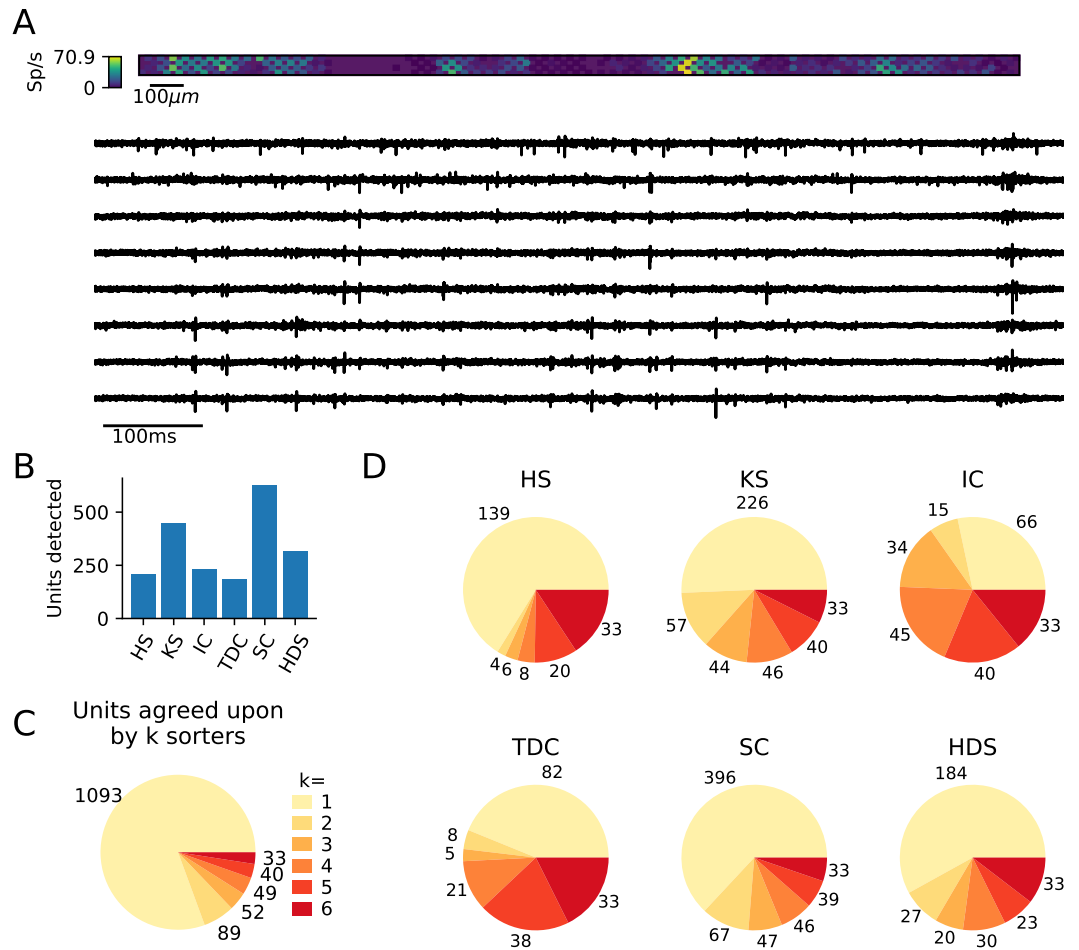 A
Sp/s
70.9
0
100μm
100ms
B
Units detected
500
250
0
HS
KS
IC
TDC
SC
HDS
C
Units agreed upon
by k sorters
1093
33
40
49
52
89
k=
1
2
3
4
5
6
D
HS
139
4
6
8
20
33
KS
226
57
44
46
40
33
IC
66
15
34
45
40
33
TDC
82
8
5
21
38
33
SC
396
67
47
46
39
33
HDS
184
27
20
30
23
33